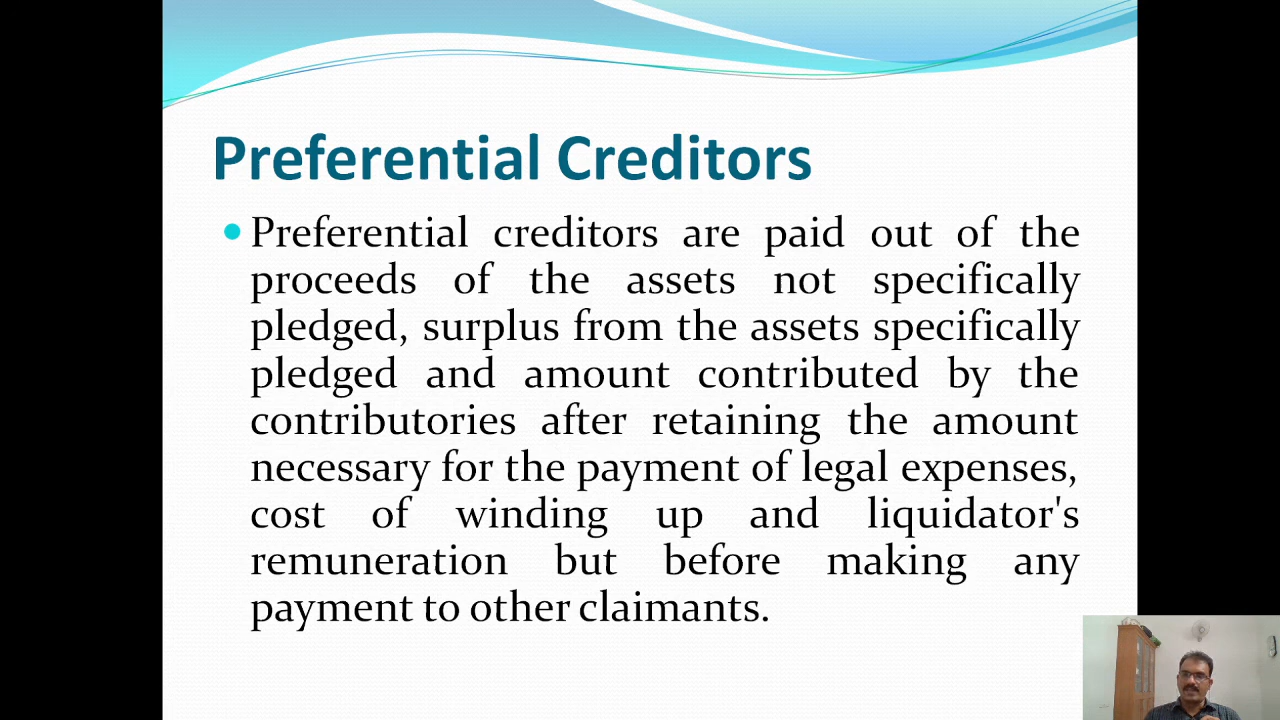 Preferential Creditors
• Preferential creditors are paid out of the
proceeds of the assets not specifically
pledged, surplus from the assets specifically
pledged and amount contributed by the
contributories after retaining the amount
necessary for the payment of legal expenses,
cost of winding up and liquidator's
remuneration but before making any
payment to other claimants.